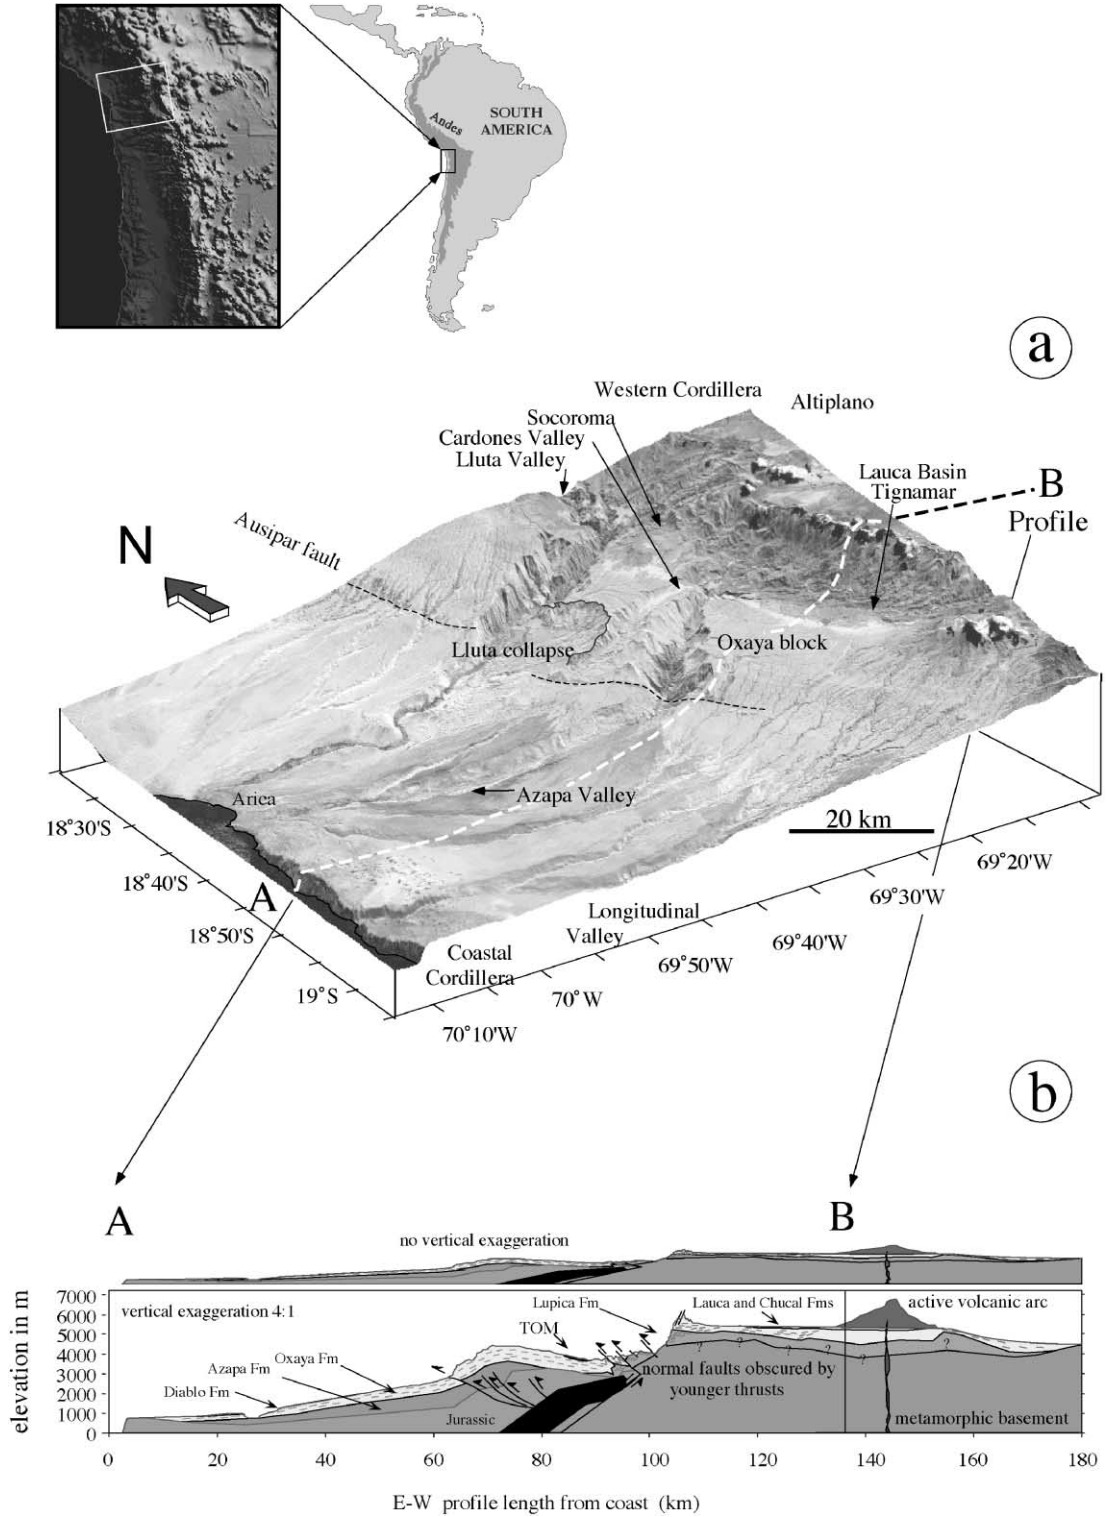 SOUTH
AMERICA
Andes
a
Western Cordillera
Altiplano
Socoroma
Cardones Valley
Lluta Valley
Lauca Basin
Tignamar
B
Profile
Ausipar fault
N
Lluta collapse
Oxaya block
Arica
Azapa Valley
20 km
18°30'S
18°40'S
18°50'S
19°S
A
Coastal
Cordillera
Longitudinal
Valley
70°10'W
70°W
69°50'W
69°40'W
69°30'W
69°20'W
b
A
B
no vertical exaggeration
elevation in m
7000
6000
5000
4000
3000
2000
1000
0
vertical exaggeration 4:1
Lupica Fm
Lauca and Chucal Fms
active volcanic arc
TOM
Oxaya Fm
Azapa Fm
Diablo Fm
normal faults obscured by
younger thrusts
Jurassic
metamorphic basement
? ? ? ? ? ? ?
0 20 40 60 80 100 120 140 160 180
E-W profile length from coast (km)